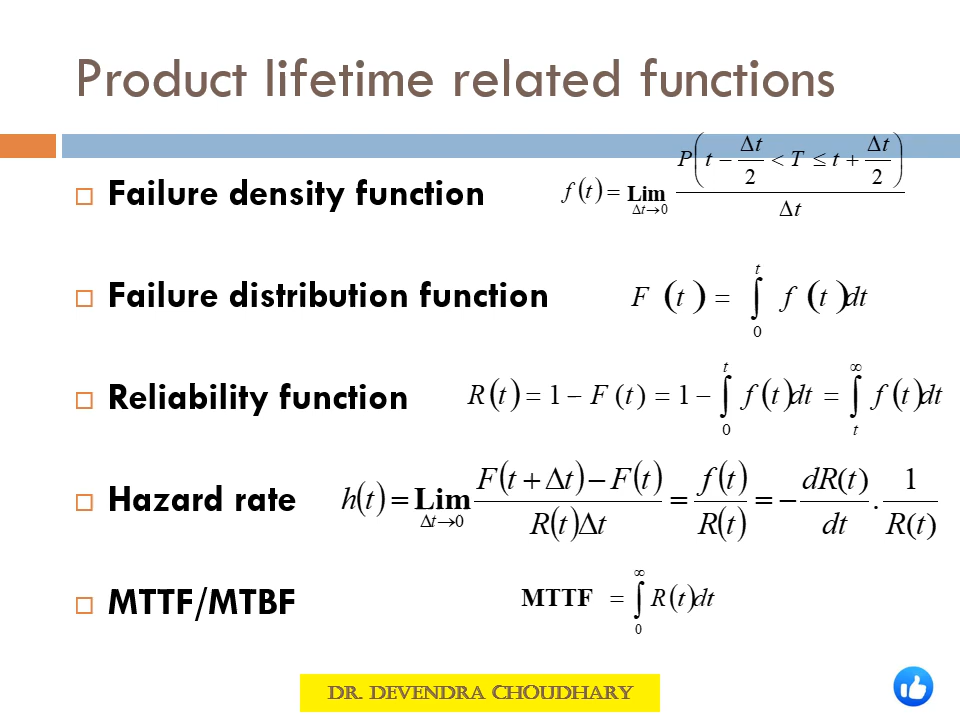 Product lifetime related functions
Failure density function f(t) = Lim Δt→0 P(t − Δt/2 < T ≤ t + Δt/2) / Δt
Failure distribution function F(t) = ∫₀ᵗ f(t)dt
Reliability function R(t) = 1 − F(t) = 1 − ∫₀ᵗ f(t)dt = ∫ₜ^∞ f(t)dt
Hazard rate h(t) = Lim Δt→0 (F(t + Δt) − F(t)) / (R(t)Δt) = f(t)/R(t) = − dR(t)/dt . 1/R(t)
MTTF/MTBF MTTF = ∫₀^∞ R(t)dt
DR. DEVENDRA CHOUDHARY